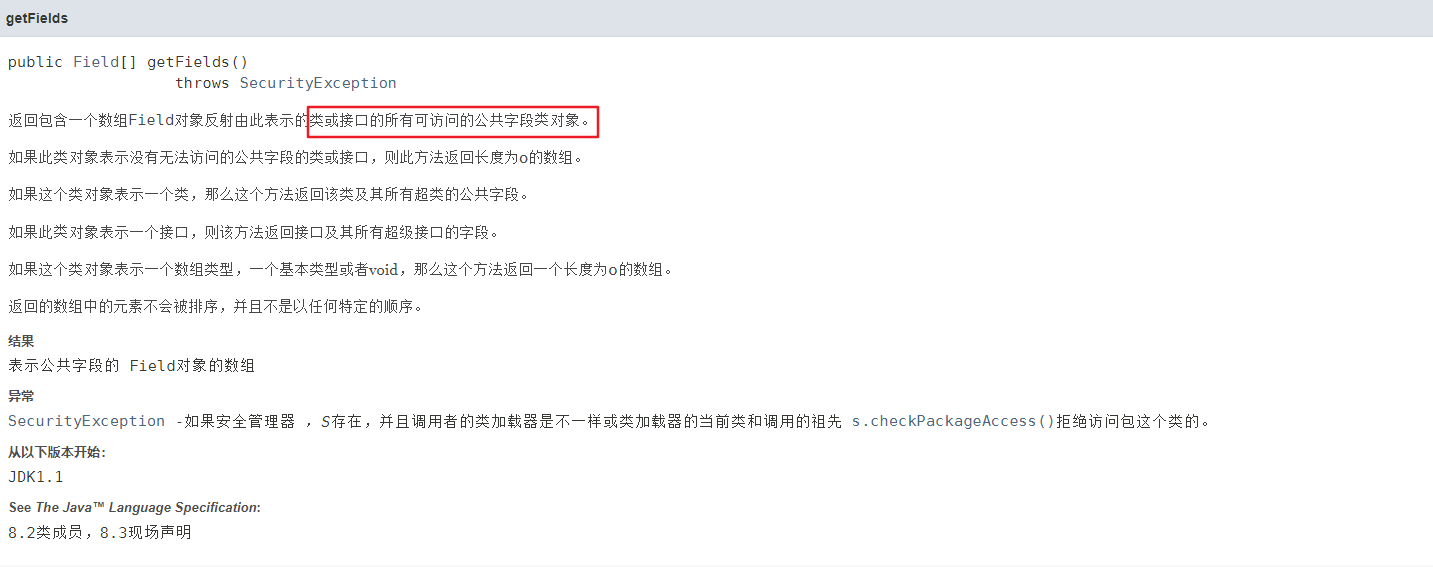 getFields
public Field[] getFields()
throws SecurityException
返回包含一个数组Field对象反射由此表示的类或接口的所有可访问的公共字段类对象。
如果此类对象表示没有无法访问的公共字段的类或接口，则此方法返回长度为0的数组。
如果这个类对象表示一个类，那么这个方法返回该类及其所有超类的公共字段。
如果此类对象表示一个接口，则该方法返回接口及其所有超级接口的字段。
如果这个类对象表示一个数组类型，一个基本类型或者void，那么这个方法返回一个长度为0的数组。
返回的数组中的元素不会被排序，并且不是以任何特定的顺序。
结果
表示公共字段的 Field对象的数组
异常
SecurityException -如果安全管理器 ，S存在，并且调用者的类加载器是不一样或类加载器的当前类和调用的祖先 s.checkPackageAccess()拒绝访问包这个类的。
从以下版本开始：
JDK1.1
See The Java™ Language Specification:
8.2类成员，8.3现场声明